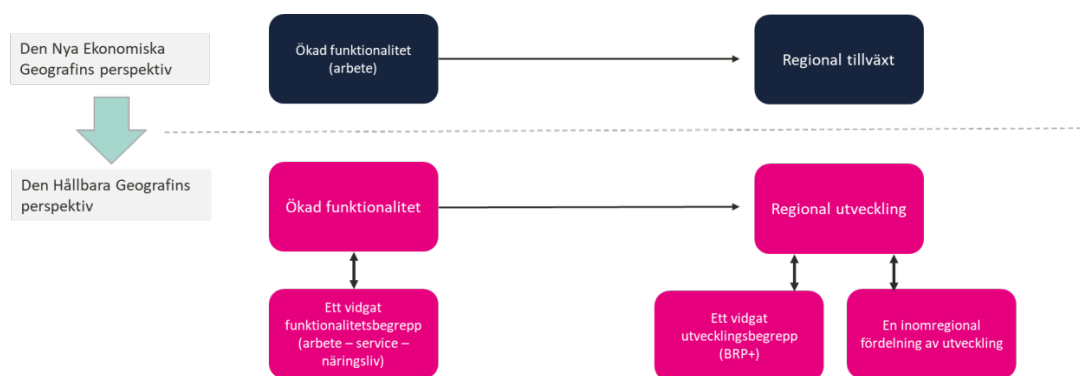 Den Nya Ekonomiska
Geografins perspektiv
Ökad funktionalitet
(arbete)
Regional tillväxt
Den Hållbara Geografins
perspektiv
Ökad funktionalitet
Regional utveckling
Ett vidgat
funktionalitetsbegrepp
(arbete – service –
näringsliv)
Ett vidgat
utvecklingsbegrepp
(BRP+)
En inomregional
fördelning av utveckling